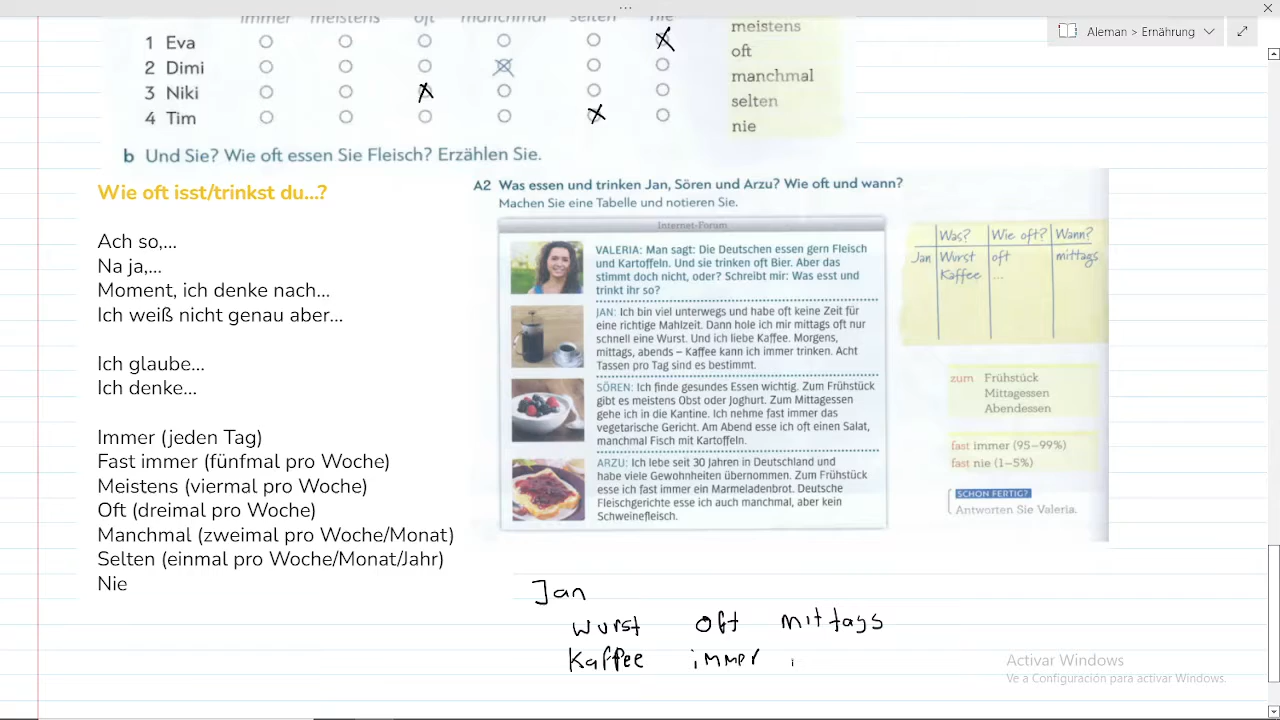 immer meistens oft manchmal selten nie
1 Eva
2 Dimi
3 Niki
4 Tim
meistens
oft
manchmal
selten
nie
Aleman > Ernährung
b Und Sie? Wie oft essen Sie Fleisch? Erzählen Sie.
Wie oft isst/trinkst du...?
Ach so,...
Na ja,...
Moment, ich denke nach...
Ich weiß nicht genau aber...
Ich glaube...
Ich denke...
Immer (jeden Tag)
Fast immer (fünfmal pro Woche)
Meistens (viermal pro Woche)
Oft (dreimal pro Woche)
Manchmal (zweimal pro Woche/Monat)
Selten (einmal pro Woche/Monat/Jahr)
Nie
A2 Was essen und trinken Jan, Sören und Arzu? Wie oft und wann?
Machen Sie eine Tabelle und notieren Sie.
Internet-Forum
VALERIA: Man sagt: Die Deutschen essen gern Fleisch
und Kartoffeln. Und sie trinken oft Bier. Aber das
stimmt doch nicht, oder? Schreibt mir: Was esst und
trinkt ihr so?
JAN: Ich bin viel unterwegs und habe oft keine Zeit für
eine richtige Mahlzeit. Dann hole ich mir mittags oft nur
schnell eine Wurst. Und ich liebe Kaffee. Morgens,
mittags, abends – Kaffee kann ich immer trinken. Acht
Tassen pro Tag sind es bestimmt.
SÖREN: Ich finde gesundes Essen wichtig. Zum Frühstück
gibt es meistens Obst oder Joghurt. Zum Mittagessen
gehe ich in die Kantine. Ich nehme fast immer das
vegetarische Gericht. Am Abend esse ich oft einen Salat,
manchmal Fisch mit Kartoffeln.
ARZU: Ich lebe seit 30 Jahren in Deutschland und
habe viele Gewohnheiten übernommen. Zum Frühstück
esse ich fast immer ein Marmeladenbrot. Deutsche
Fleischgerichte esse ich auch manchmal, aber kein
Schweinefleisch.
Was? Wie oft? Wann?
Jan Wurst oft mittags
Kaffee ...
zum Frühstück
Mittagessen
Abendessen
fast immer (95–99%)
fast nie (1–5%)
SCHON FERTIG?
Antworten Sie Valeria.
Jan
Wurst oft mittags
Kaffee immer
Activar Windows
Ve a Configuración para activar Windows.